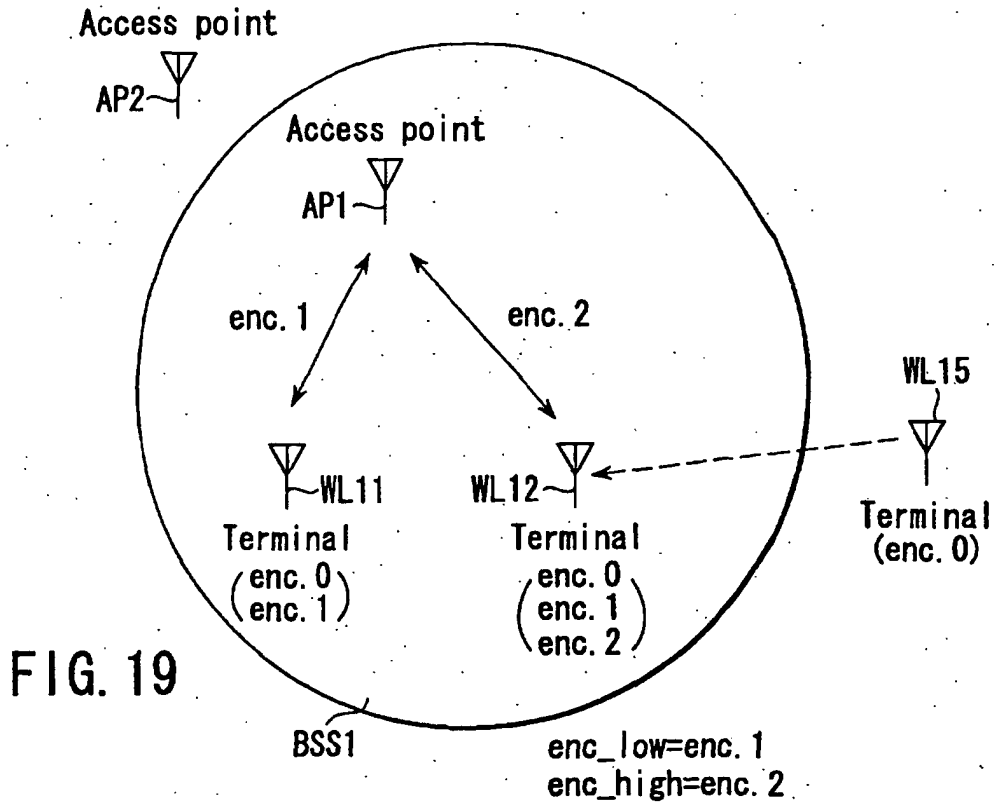 Access point
AP2
Access point
AP1
enc. 1
enc. 2
WL15
WL11
WL12
Terminal
(enc. 0)
Terminal
(enc. 0
enc. 1)
Terminal
(enc. 0
enc. 1
enc. 2)
FIG. 19
BSS1
enc_low=enc. 1
enc_high=enc. 2